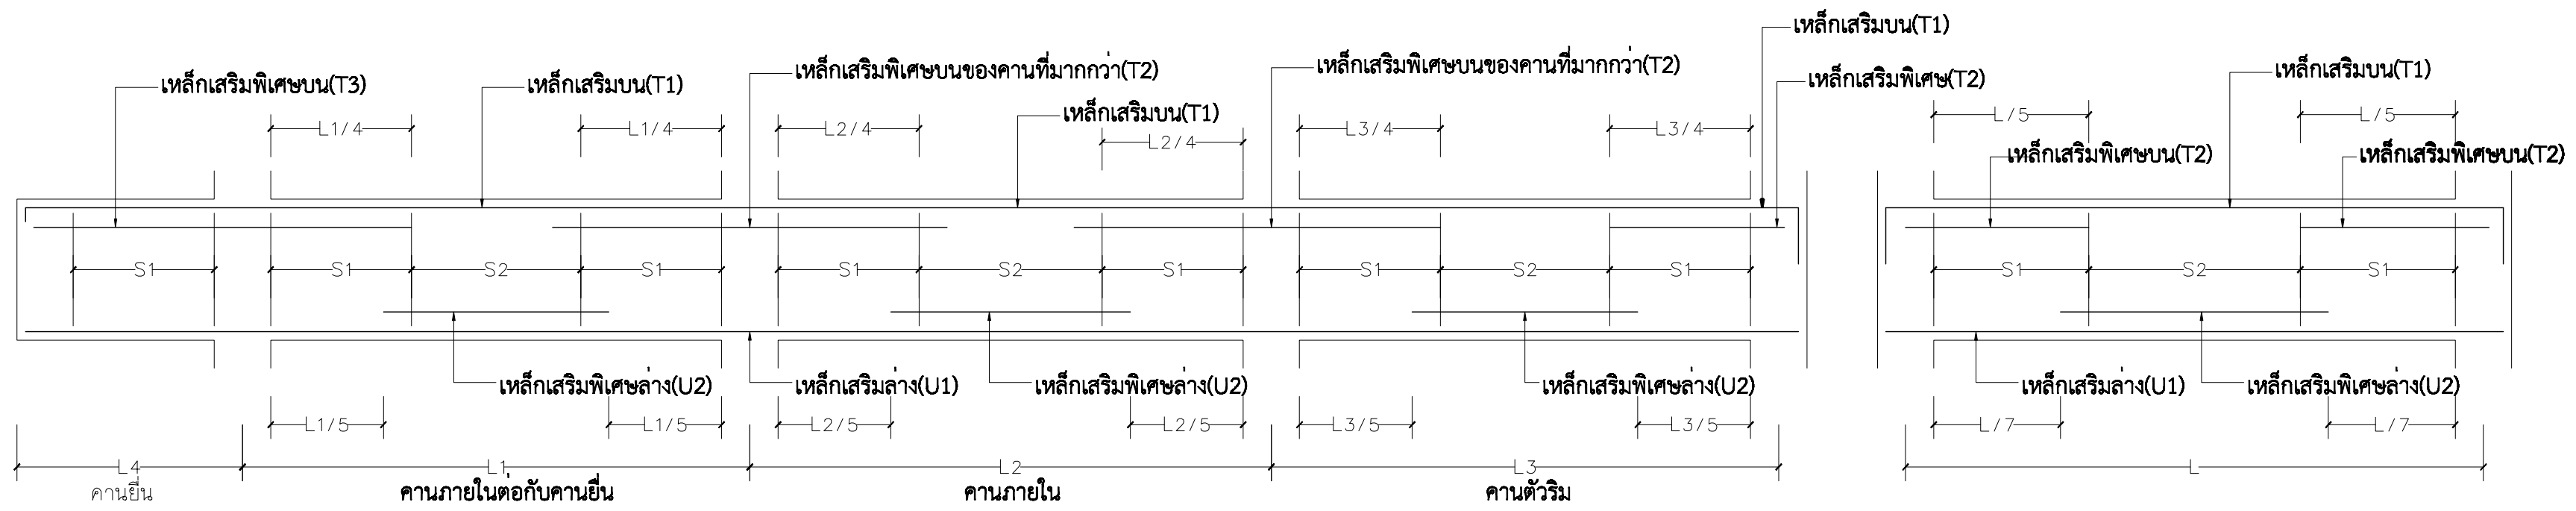 เหล็กเสริมบน(T1)
เหล็กเสริมพิเศษบน(T3)
เหล็กเสริมบน(T1)
เหล็กเสริมพิเศษบนของคานที่มากกว่า(T2)
เหล็กเสริมพิเศษบนของคานที่มากกว่า(T2)
เหล็กเสริมพิเศษ(T2)
เหล็กเสริมบน(T1)
เหล็กเสริมบน(T1)
L1/4
L1/4
L2/4
L2/4
L3/4
L3/4
L/5
L/5
เหล็กเสริมพิเศษบน(T2)
เหล็กเสริมพิเศษบน(T2)
S1
S1
S2
S1
S1
S2
S1
S1
S2
S1
S1
S2
S1
เหล็กเสริมพิเศษล่าง(U2)
เหล็กเสริมล่าง(U1)
เหล็กเสริมพิเศษล่าง(U2)
เหล็กเสริมพิเศษล่าง(U2)
เหล็กเสริมล่าง(U1)
เหล็กเสริมพิเศษล่าง(U2)
L1/5
L1/5
L2/5
L2/5
L3/5
L3/5
L/7
L/7
L4
L1
L2
L3
L
คานยื่น
คานภายในต่อกับคานยื่น
คานภายใน
คานตัวริม